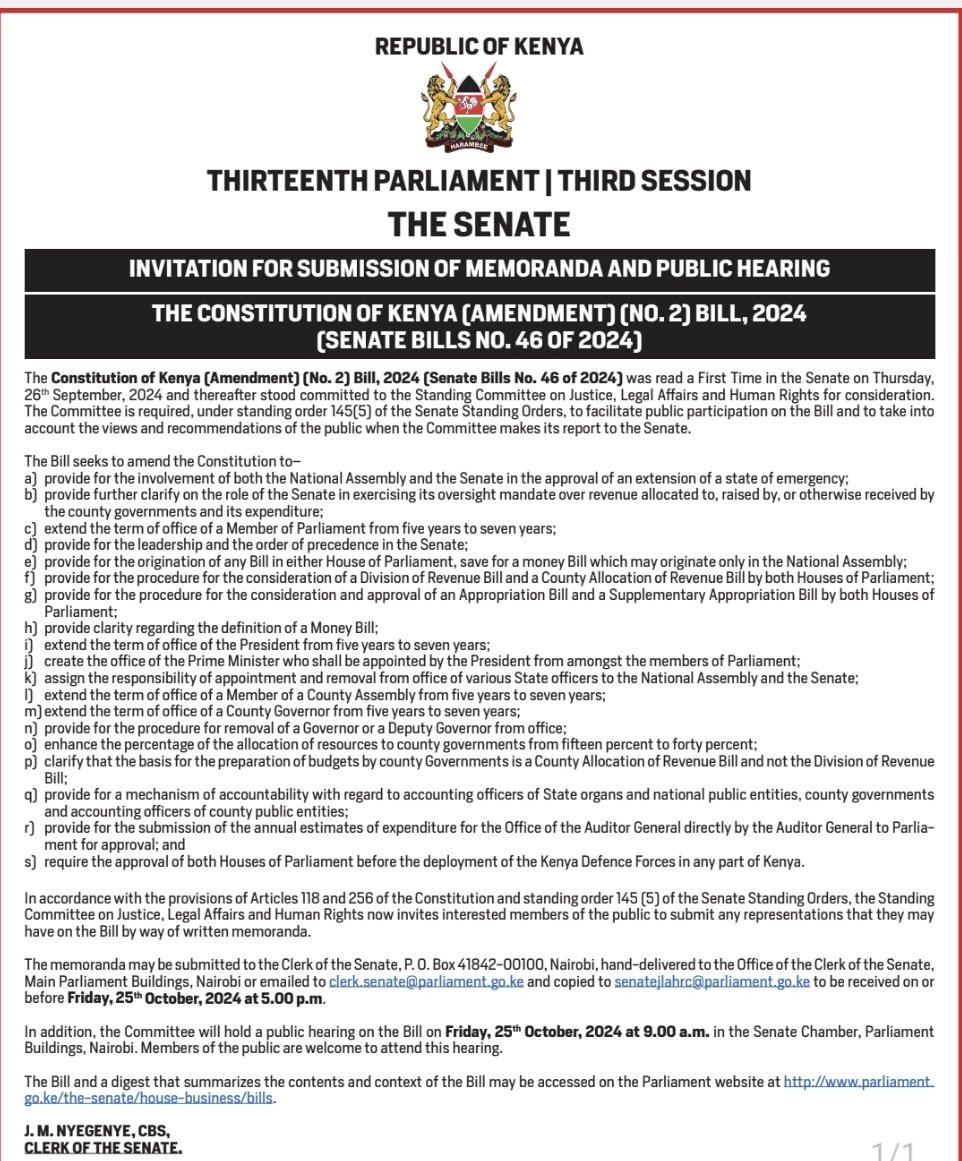 REPUBLIC OF KENYA
HARAMBEE
THIRTEENTH PARLIAMENT | THIRD SESSION
THE SENATE
INVITATION FOR SUBMISSION OF MEMORANDA AND PUBLIC HEARING
THE CONSTITUTION OF KENYA (AMENDMENT) (NO. 2) BILL, 2024
(SENATE BILLS NO. 46 OF 2024)
The Constitution of Kenya (Amendment) (No. 2) Bill, 2024 (Senate Bills No. 46 of 2024) was read a First Time in the Senate on Thursday,
26th September, 2024 and thereafter stood committed to the Standing Committee on Justice, Legal Affairs and Human Rights for consideration.
The Committee is required, under standing order 145(5) of the Senate Standing Orders, to facilitate public participation on the Bill and to take into
account the views and recommendations of the public when the Committee makes its report to the Senate.
The Bill seeks to amend the Constitution to–
a) provide for the involvement of both the National Assembly and the Senate in the approval of an extension of a state of emergency;
b) provide further clarify on the role of the Senate in exercising its oversight mandate over revenue allocated to, raised by, or otherwise received by
the county governments and its expenditure;
c) extend the term of office of a Member of Parliament from five years to seven years;
d) provide for the leadership and the order of precedence in the Senate;
e) provide for the origination of any Bill in either House of Parliament, save for a money Bill which may originate only in the National Assembly;
f) provide for the procedure for the consideration of a Division of Revenue Bill and a County Allocation of Revenue Bill by both Houses of Parliament;
g) provide for the procedure for the consideration and approval of an Appropriation Bill and a Supplementary Appropriation Bill by both Houses of
Parliament;
h) provide clarity regarding the definition of a Money Bill;
i) extend the term of office of the President from five years to seven years;
j) create the office of the Prime Minister who shall be appointed by the President from amongst the members of Parliament;
k) assign the responsibility of appointment and removal from office of various State officers to the National Assembly and the Senate;
l) extend the term of office of a Member of a County Assembly from five years to seven years;
m) extend the term of office of a County Governor from five years to seven years;
n) provide for the procedure for removal of a Governor or a Deputy Governor from office;
o) enhance the percentage of the allocation of resources to county governments from fifteen percent to forty percent;
p) clarify that the basis for the preparation of budgets by county Governments is a County Allocation of Revenue Bill and not the Division of Revenue
Bill;
q) provide for a mechanism of accountability with regard to accounting officers of State organs and national public entities, county governments
and accounting officers of county public entities;
r) provide for the submission of the annual estimates of expenditure for the Office of the Auditor General directly by the Auditor General to Parlia-
ment for approval; and
s) require the approval of both Houses of Parliament before the deployment of the Kenya Defence Forces in any part of Kenya.
In accordance with the provisions of Articles 118 and 256 of the Constitution and standing order 145 (5) of the Senate Standing Orders, the Standing
Committee on Justice, Legal Affairs and Human Rights now invites interested members of the public to submit any representations that they may
have on the Bill by way of written memoranda.
The memoranda may be submitted to the Clerk of the Senate, P. O. Box 41842-00100, Nairobi, hand-delivered to the Office of the Clerk of the Senate,
Main Parliament Buildings, Nairobi or emailed to clerk.senate@parliament.go.ke and copied to senatejlahrc@parliament.go.ke to be received on or
before Friday, 25th October, 2024 at 5.00 p.m.
In addition, the Committee will hold a public hearing on the Bill on Friday, 25th October, 2024 at 9.00 a.m. in the Senate Chamber, Parliament
Buildings, Nairobi. Members of the public are welcome to attend this hearing.
The Bill and a digest that summarizes the contents and context of the Bill may be accessed on the Parliament website at http://www.parliament.
go.ke/the-senate/house-business/bills.
J. M. NYEGENYE, CBS,
CLERK OF THE SENATE.
1/1